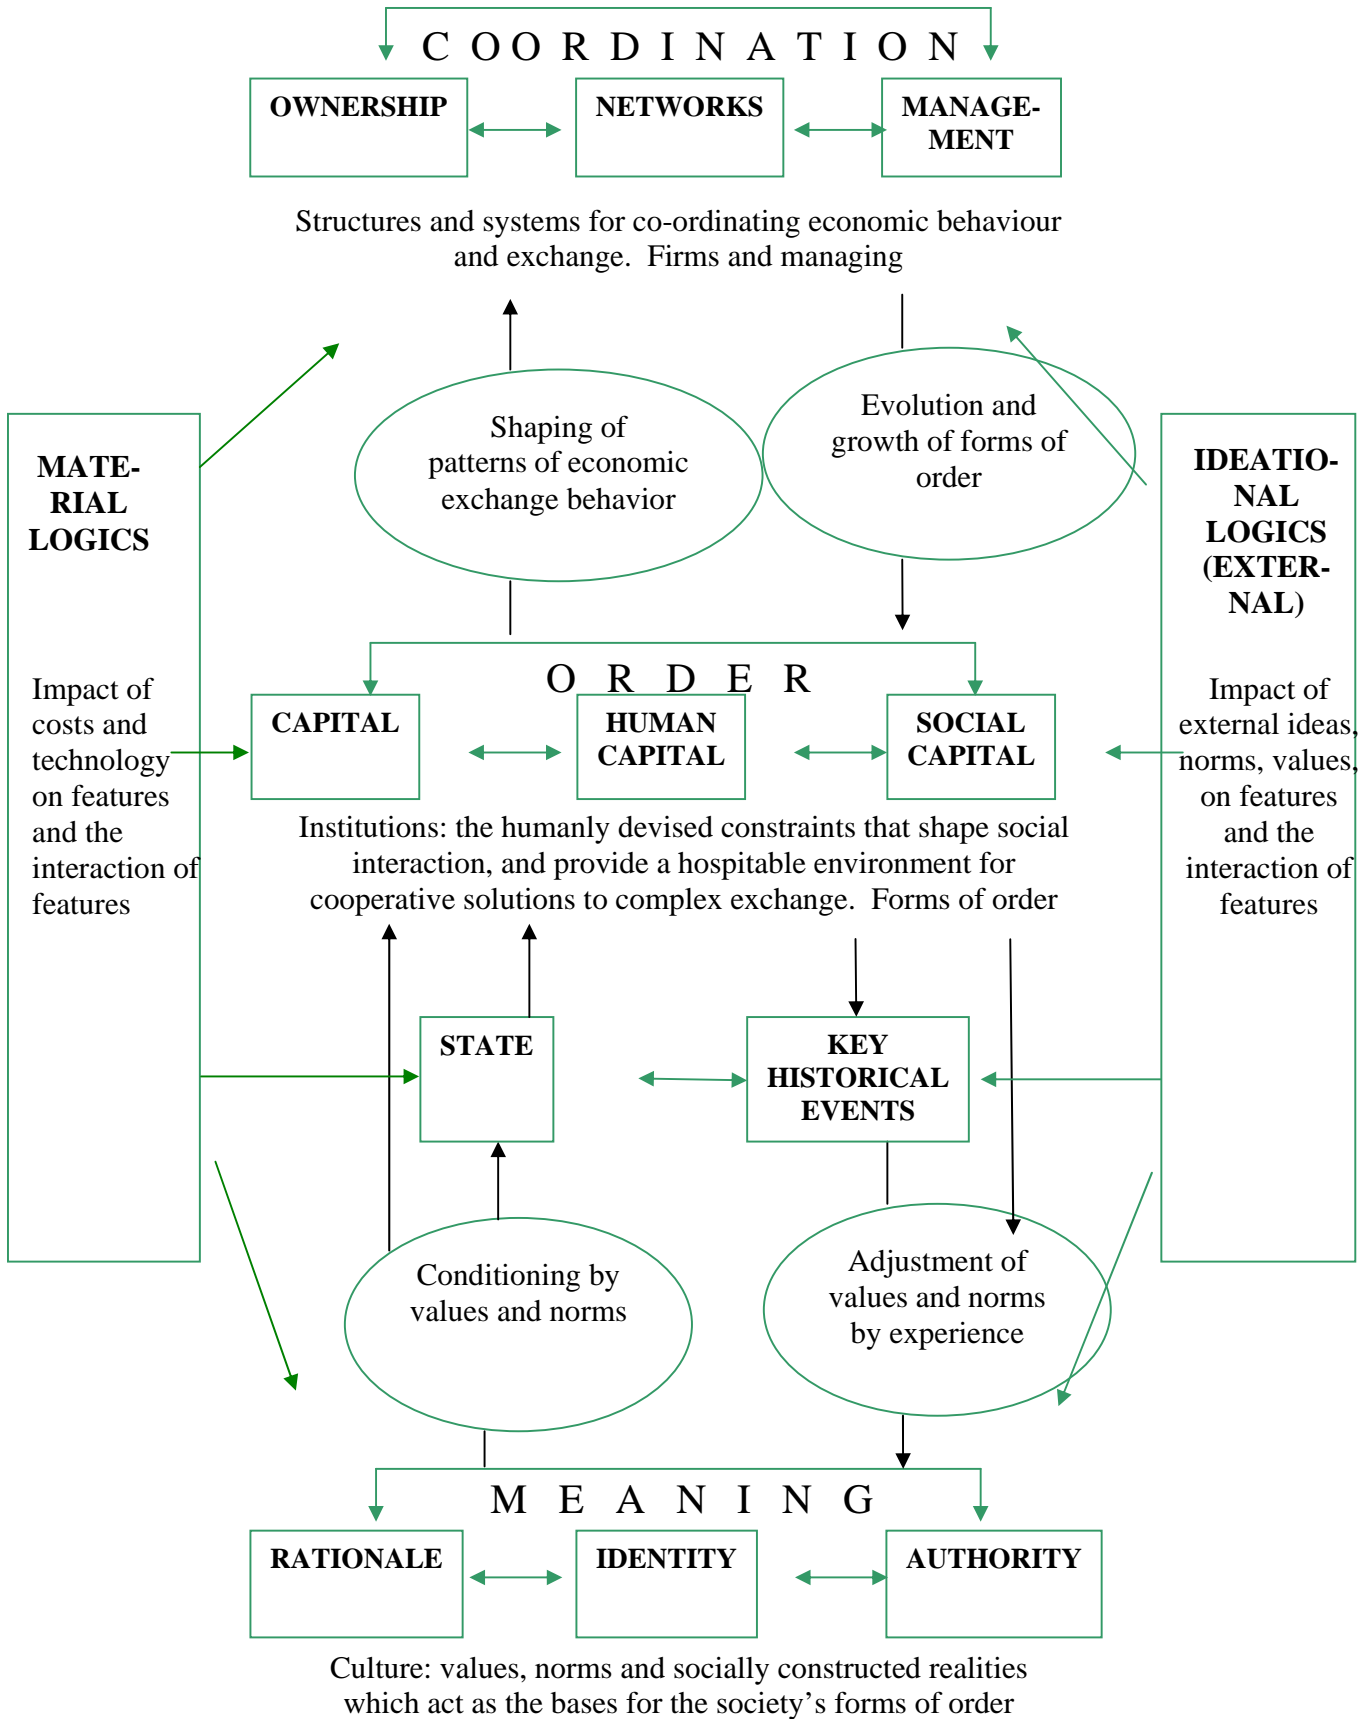 C O O R D I N A T I O N
OWNERSHIP
NETWORKS
MANAGE-
MENT
Structures and systems for co-ordinating economic behaviour
and exchange.  Firms and managing
Shaping of
patterns of economic
exchange behavior
Evolution and
growth of forms of
order
MATE-
RIAL
LOGICS
Impact of
costs and
technology
on features
and the
interaction of
features
IDEATIO-
NAL
LOGICS
(EXTER-
NAL)
Impact of
external ideas,
norms, values,
on features
and the
interaction of
features
O R D E R
CAPITAL
HUMAN
CAPITAL
SOCIAL
CAPITAL
Institutions: the humanly devised constraints that shape social
interaction, and provide a hospitable environment for
cooperative solutions to complex exchange.  Forms of order
STATE
KEY
HISTORICAL
EVENTS
Conditioning by
values and norms
Adjustment of
values and norms
by experience
M E A N I N G
RATIONALE
IDENTITY
AUTHORITY
Culture: values, norms and socially constructed realities
which act as the bases for the society’s forms of order